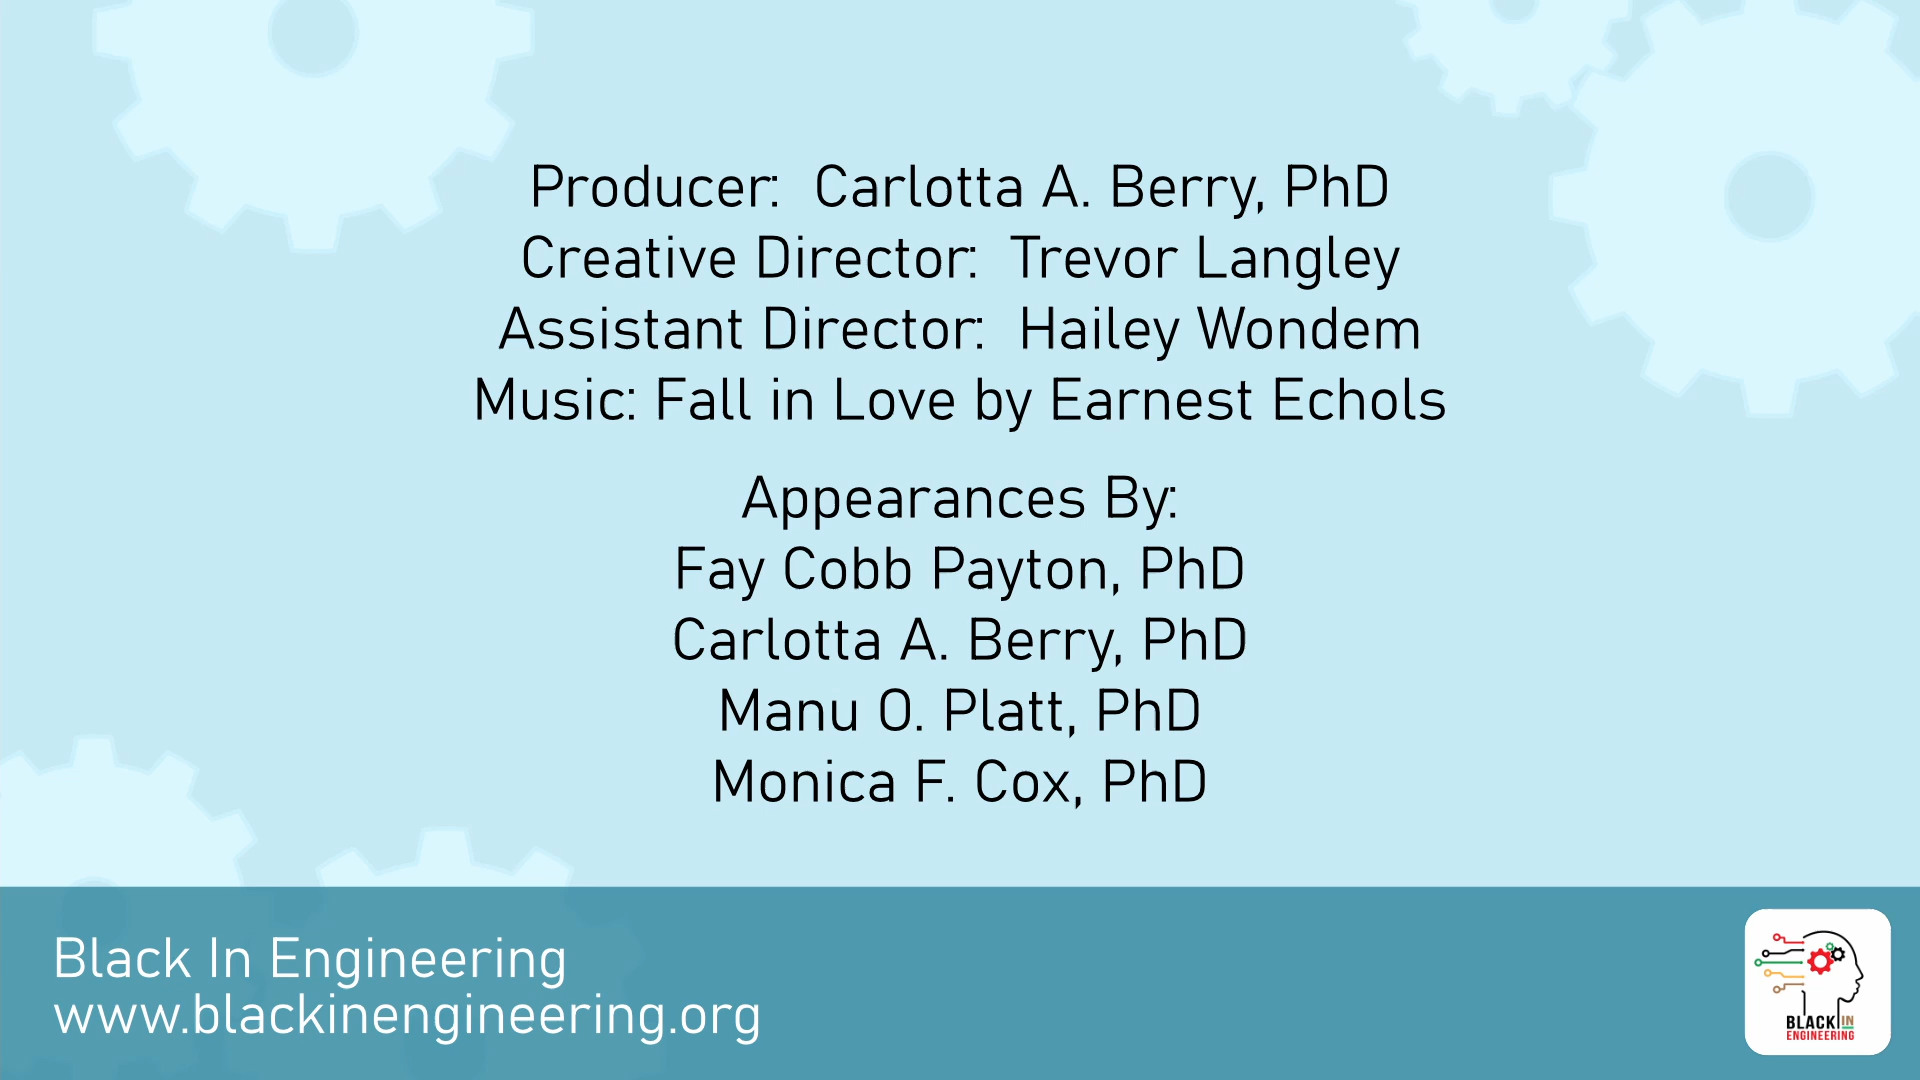 Producer:  Carlotta A. Berry, PhD
Creative Director:  Trevor Langley
Assistant Director:  Hailey Wondem
Music: Fall in Love by Earnest Echols
Appearances By:
Fay Cobb Payton, PhD
Carlotta A. Berry, PhD
Manu O. Platt, PhD
Monica F. Cox, PhD
Black In Engineering
www.blackinengineering.org
BLACK IN
ENGINEERING